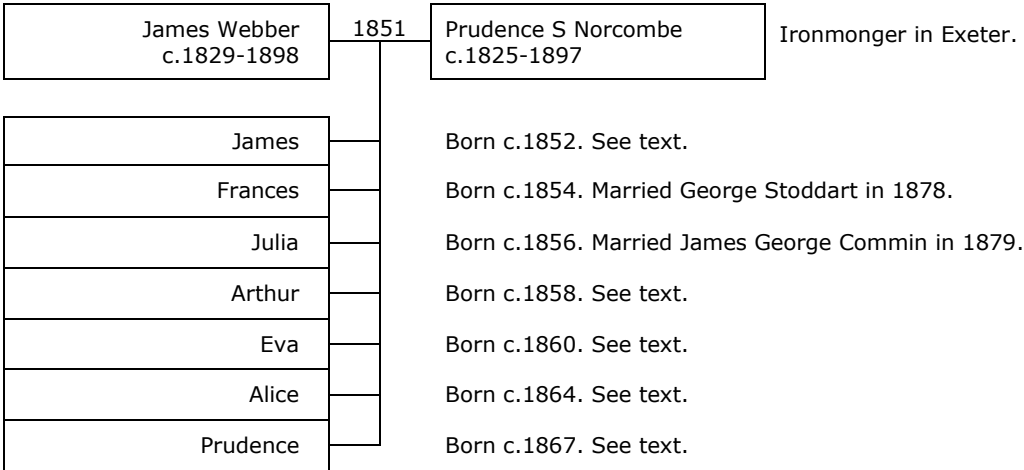 James Webber
c.1829-1898
1851
Prudence S Norcombe
c.1825-1897
Ironmonger in Exeter.
James Born c.1852. See text.
Frances Born c.1854. Married George Stoddart in 1878.
Julia Born c.1856. Married James George Commin in 1879.
Arthur Born c.1858. See text.
Eva Born c.1860. See text.
Alice Born c.1864. See text.
Prudence Born c.1867. See text.